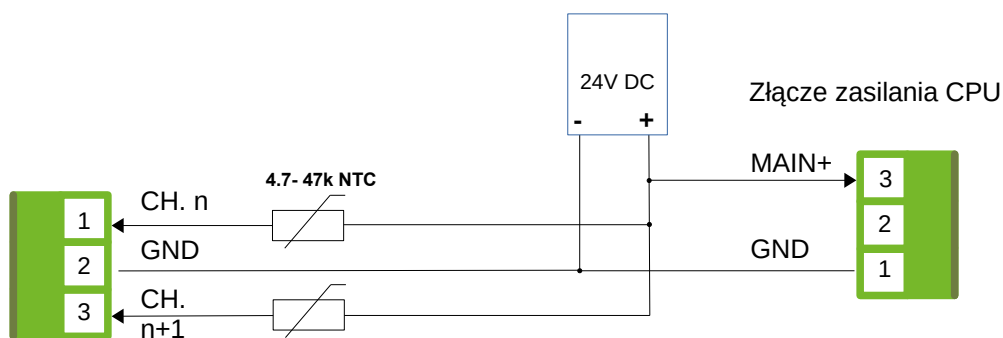 24V DC
- +
Złącze zasilania CPU
4.7- 47k NTC
MAIN+
3
1
CH. n
2
2
GND
GND
1
3
CH.
n+1